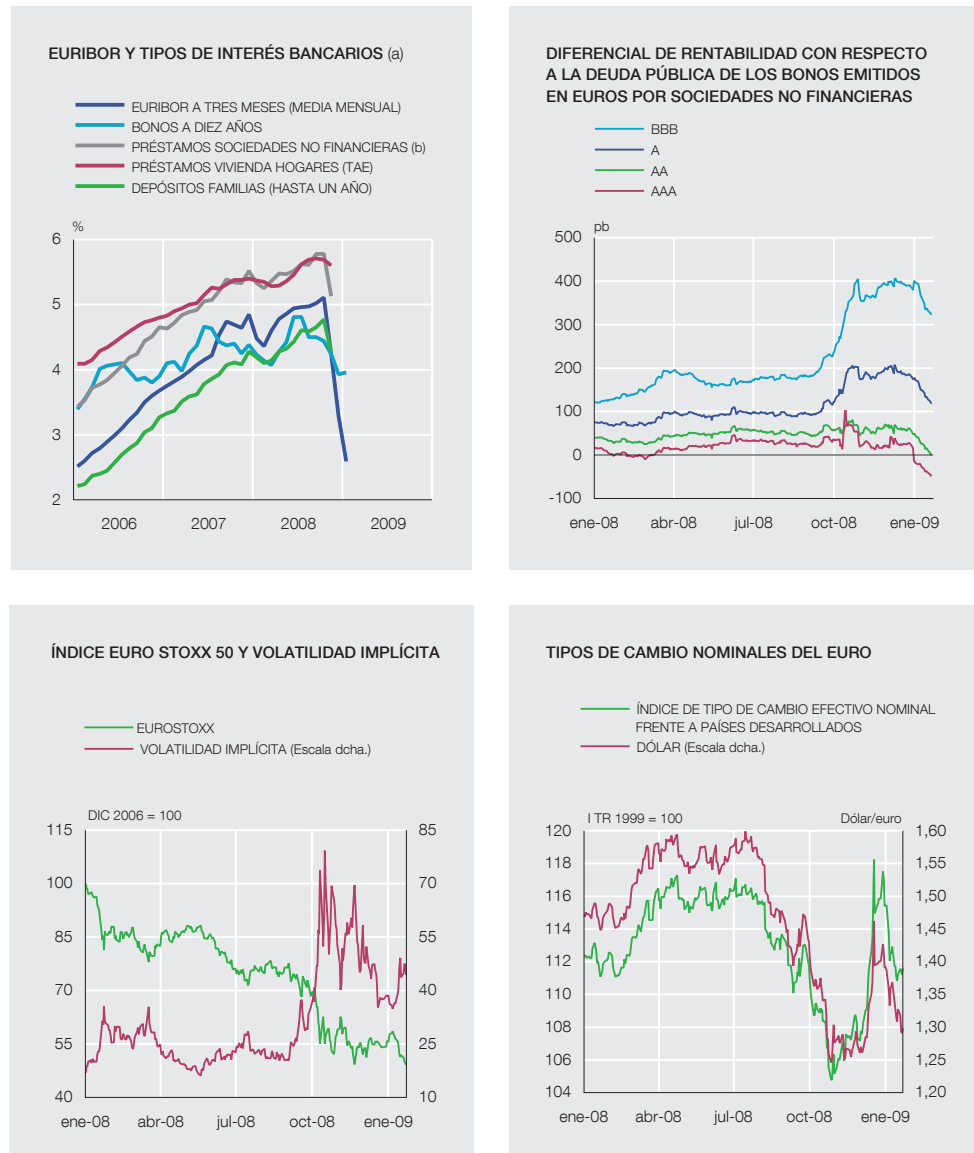 EURIBOR Y TIPOS DE INTERÉS BANCARIOS (a)
EURIBOR A TRES MESES (MEDIA MENSUAL)
BONOS A DIEZ AÑOS
PRÉSTAMOS SOCIEDADES NO FINANCIERAS (b)
PRÉSTAMOS VIVIENDA HOGARES (TAE)
DEPÓSITOS FAMILIAS (HASTA UN AÑO)
%
6
5
4
3
2
2006 2007 2008 2009
DIFERENCIAL DE RENTABILIDAD CON RESPECTO
A LA DEUDA PÚBLICA DE LOS BONOS EMITIDOS
EN EUROS POR SOCIEDADES NO FINANCIERAS
BBB
A
AA
AAA
pb
500
400
300
200
100
0
-100
ene-08 abr-08 jul-08 oct-08 ene-09
ÍNDICE EURO STOXX 50 Y VOLATILIDAD IMPLÍCITA
EUROSTOXX
VOLATILIDAD IMPLÍCITA (Escala dcha.)
DIC 2006 = 100
115 85
100 70
85 55
70 40
55 25
40 10
ene-08 abr-08 jul-08 oct-08 ene-09
TIPOS DE CAMBIO NOMINALES DEL EURO
ÍNDICE DE TIPO DE CAMBIO EFECTIVO NOMINAL
FRENTE A PAÍSES DESARROLLADOS
DÓLAR (Escala dcha.)
I TR 1999 = 100 Dólar/euro
120 1,60
118 1,55
116 1,50
114 1,45
112 1,40
110 1,35
108 1,30
106 1,25
104 1,20
ene-08 abr-08 jul-08 oct-08 ene-09